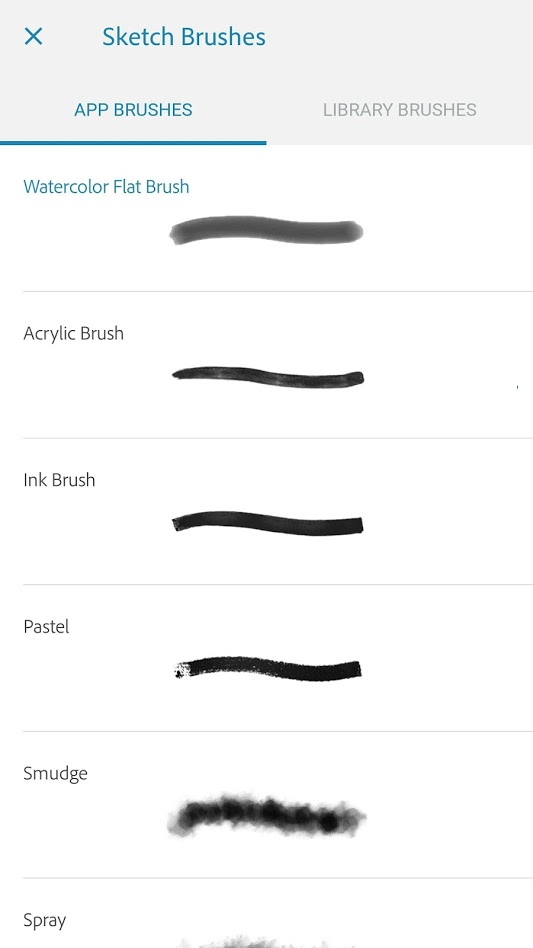 Sketch Brushes
APP BRUSHES
LIBRARY BRUSHES
Watercolor Flat Brush
Acrylic Brush
Ink Brush
Pastel
Smudge
Spray